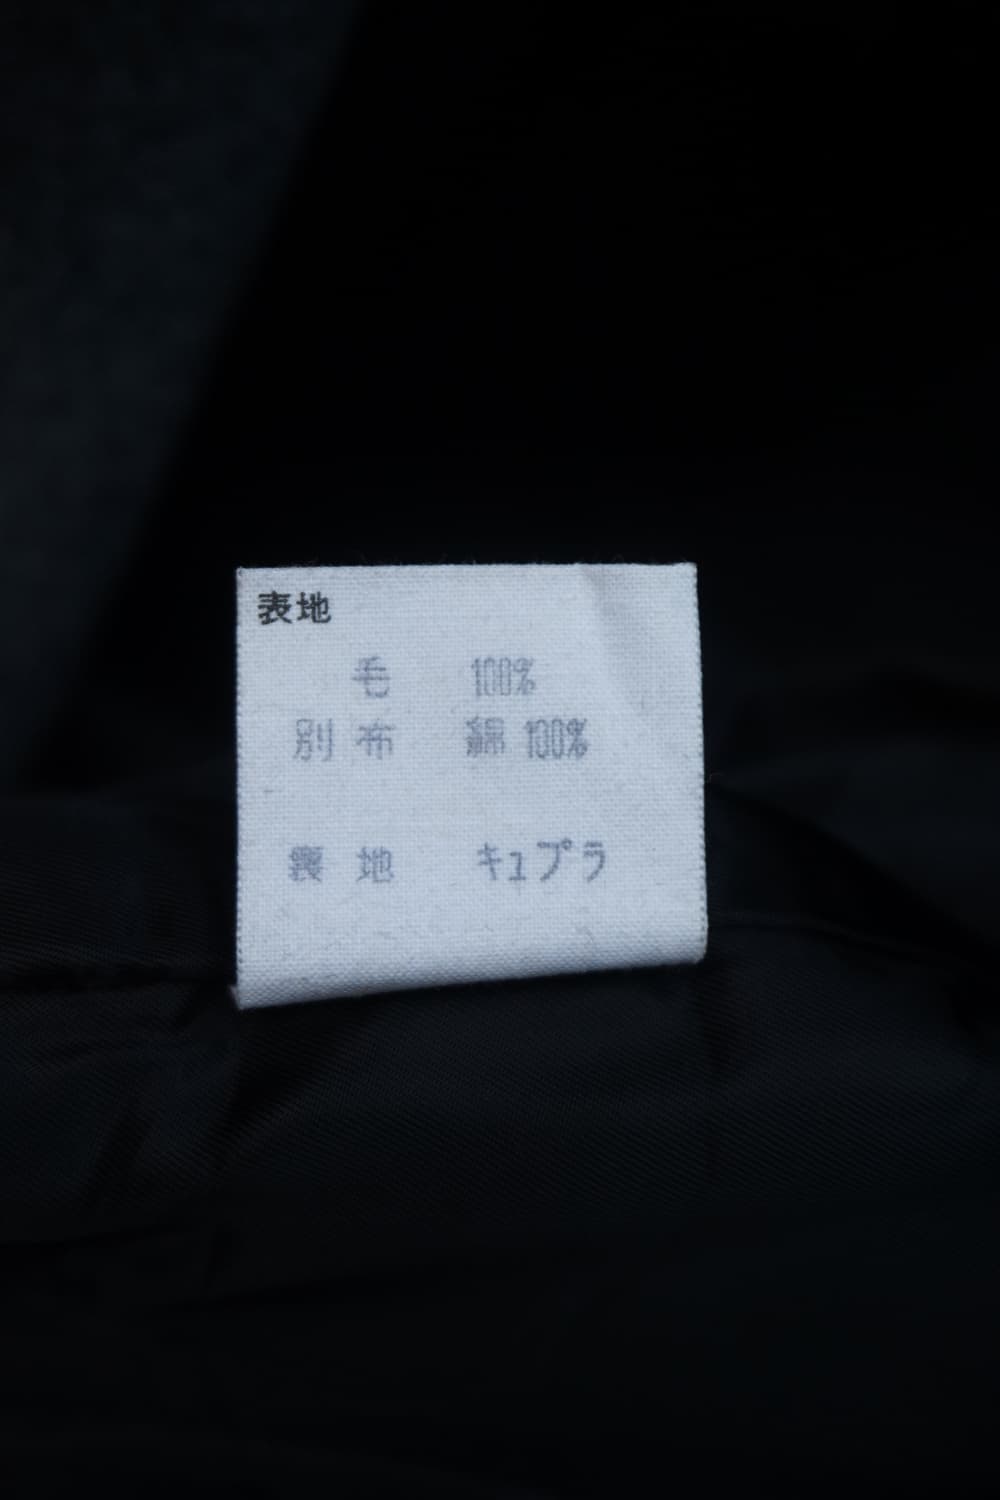 表地
毛 100%
別布 綿 100%
裏地 キュプラ